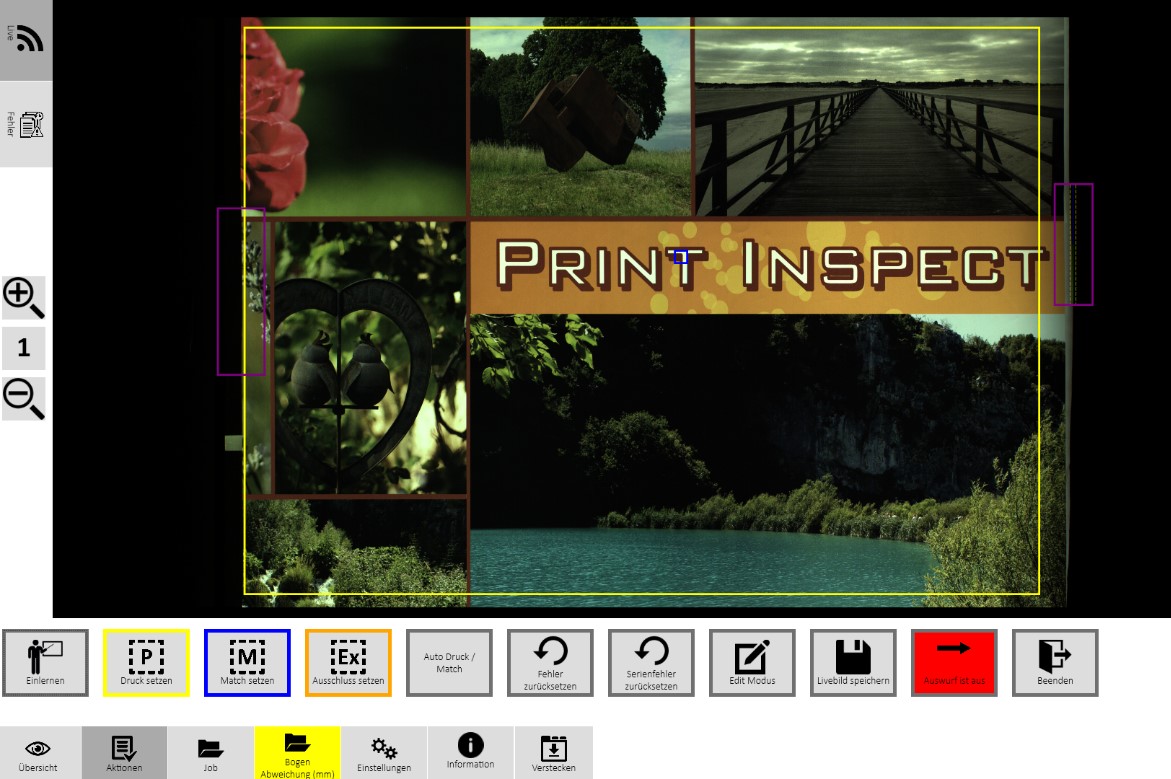 Live
Fehler
PRINT INSPECT
1
Einlernen
P
Druck setzen
M
Match setzen
Ex
Ausschluss setzen
Auto Druck /
Match
Fehler
zurücksetzen
Serienfehler
zurücksetzen
Edit Modus
Livebild speichern
Auswurf ist aus
Beenden
Übersicht
Aktionen
Job
Bogen
Abweichung (mm)
Einstellungen
Information
Verstecken